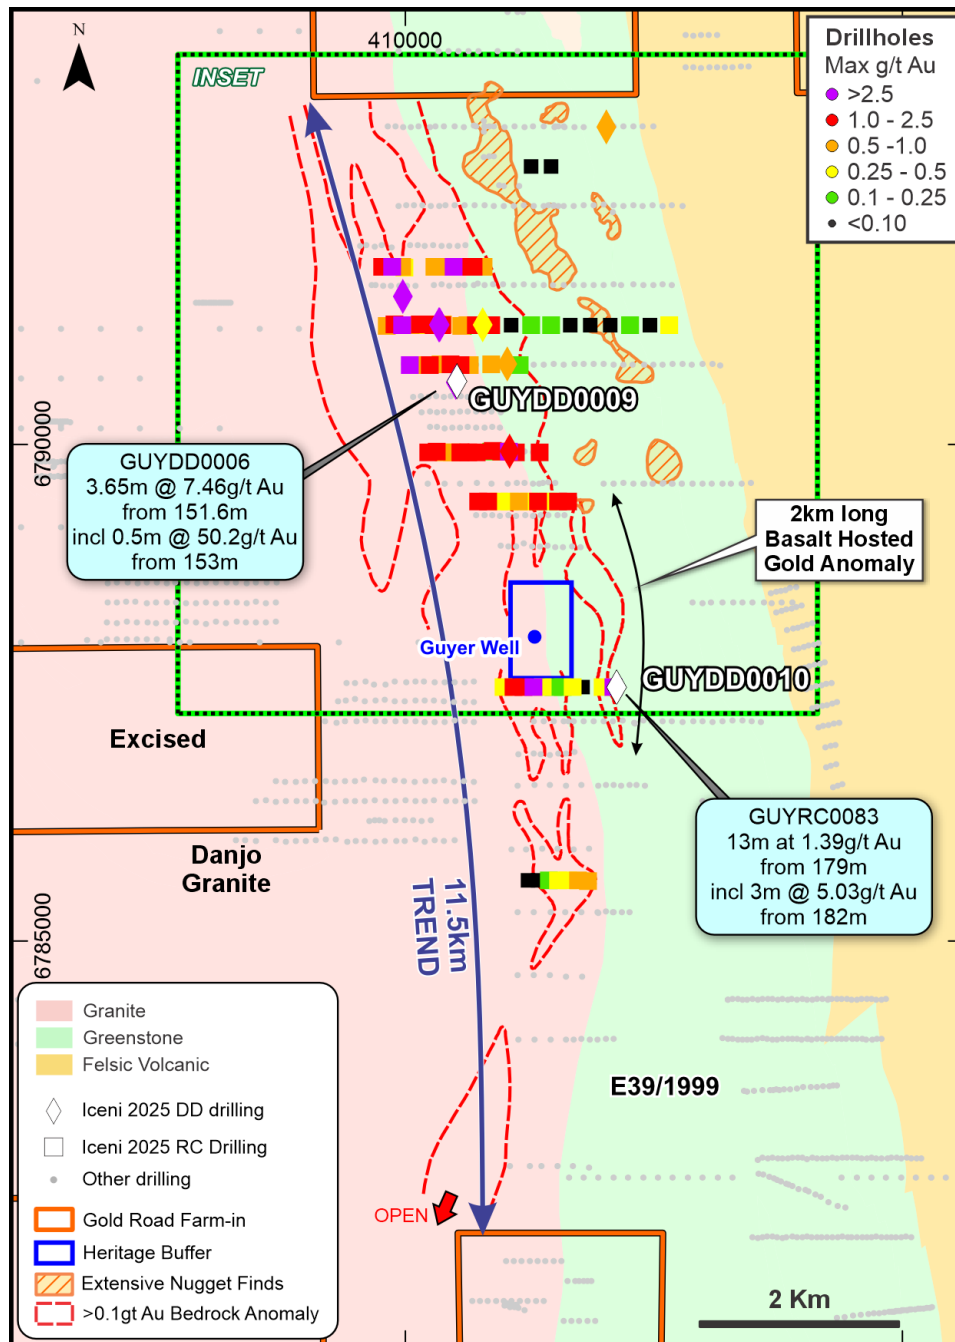 N
410000
INSET
Drillholes
Max g/t Au
>2.5
1.0 - 2.5
0.5 -1.0
0.25 - 0.5
0.1 - 0.25
<0.10
GUYDD0009
6790000
GUYDD0006
3.65m @ 7.46g/t Au
from 151.6m
incl 0.5m @ 50.2g/t Au
from 153m
2km long
Basalt Hosted
Gold Anomaly
Guyer Well
GUYDD0010
Excised
GUYRC0083
13m at 1.39g/t Au
from 179m
incl 3m @ 5.03g/t Au
from 182m
Danjo
Granite
11.5km
TREND
6785000
Granite
Greenstone
Felsic Volcanic
Iceni 2025 DD drilling
Iceni 2025 RC Drilling
Other drilling
Gold Road Farm-in
Heritage Buffer
Extensive Nugget Finds
>0.1gt Au Bedrock Anomaly
E39/1999
OPEN
2 Km